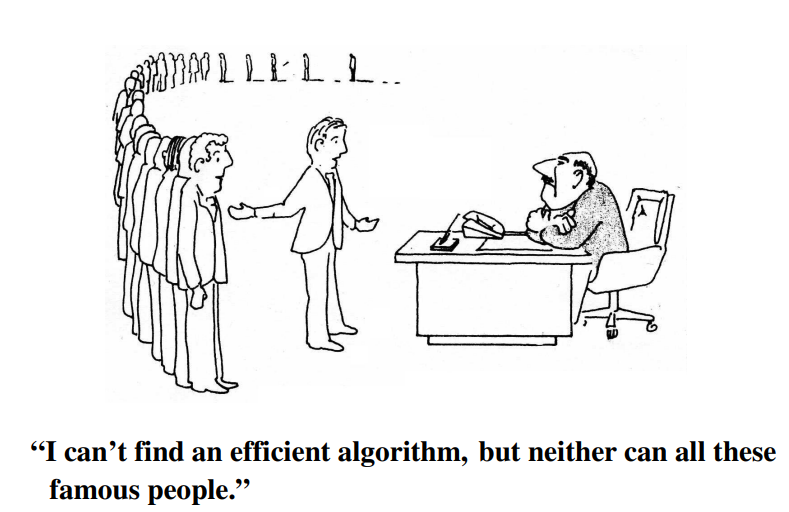 “I can’t find an efficient algorithm, but neither can all these
famous people.”